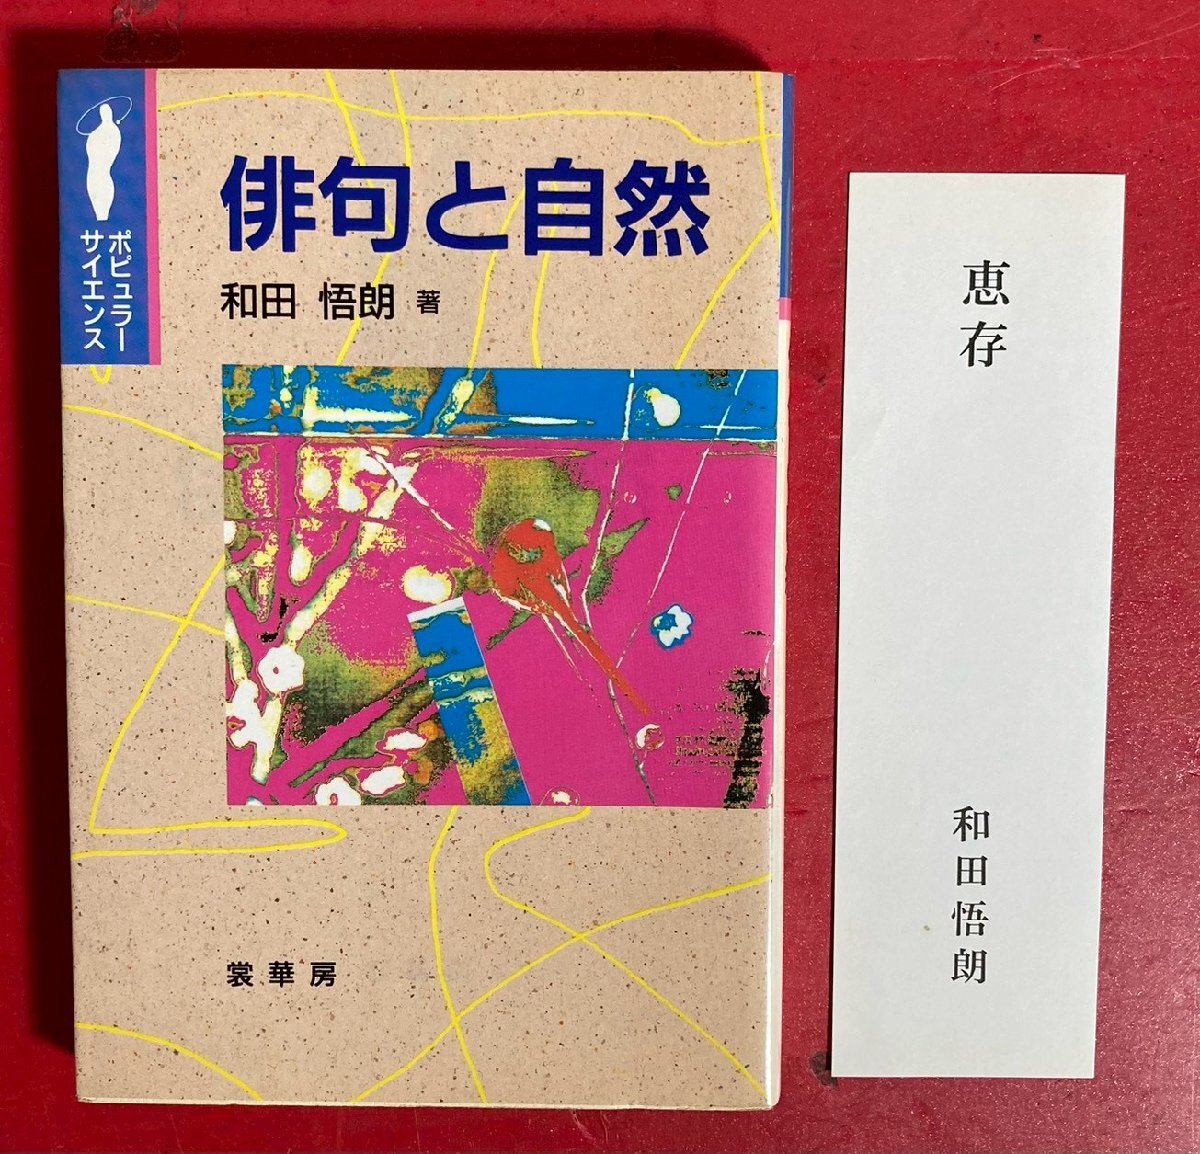 俳句と自然
和田 悟朗 著
ポピュラー
サイエンス
裳華房
恵存
和田悟朗